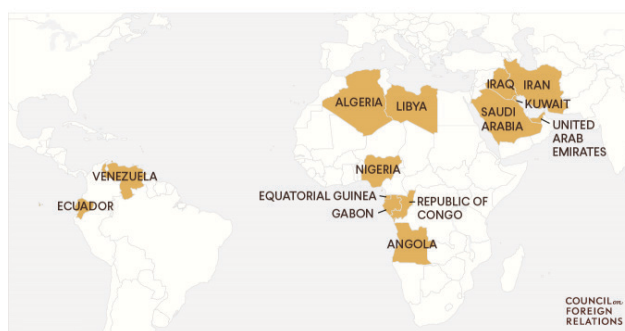 ALGERIA
LIBYA
IRAQ
IRAN
KUWAIT
SAUDI
ARABIA
UNITED
ARAB
EMIRATES
VENEZUELA
ECUADOR
NIGERIA
EQUATORIAL GUINEA
GABON
REPUBLIC OF
CONGO
ANGOLA
COUNCIL on
FOREIGN
RELATIONS